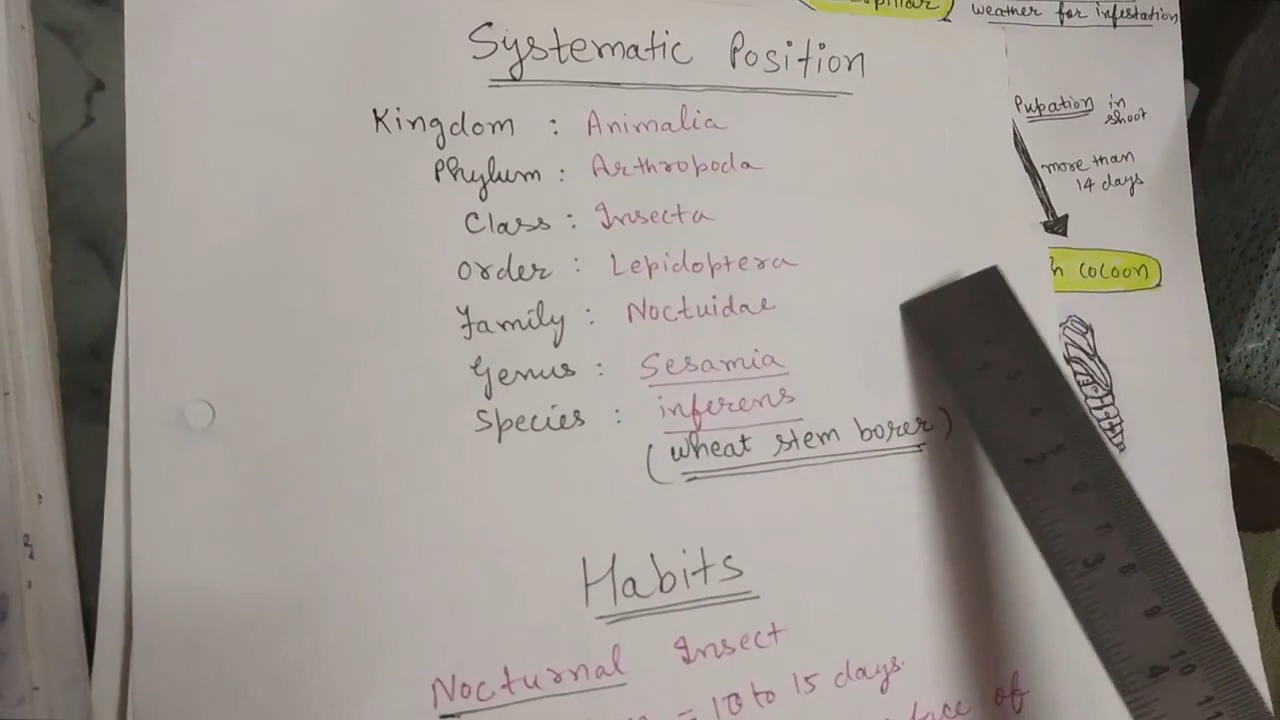 weather for infestation
Systematic Position
Kingdom : Animalia
Phylum : Arthropoda
Class : Insecta
Order : Lepidoptera
Family : Noctuidae
Genus : Sesamia
Species : inferens
(wheat stem borer)
Pupation in shoot
more than
14 days
cocoon
Habits
Nocturnal Insect
= 10 to 15 days.
of